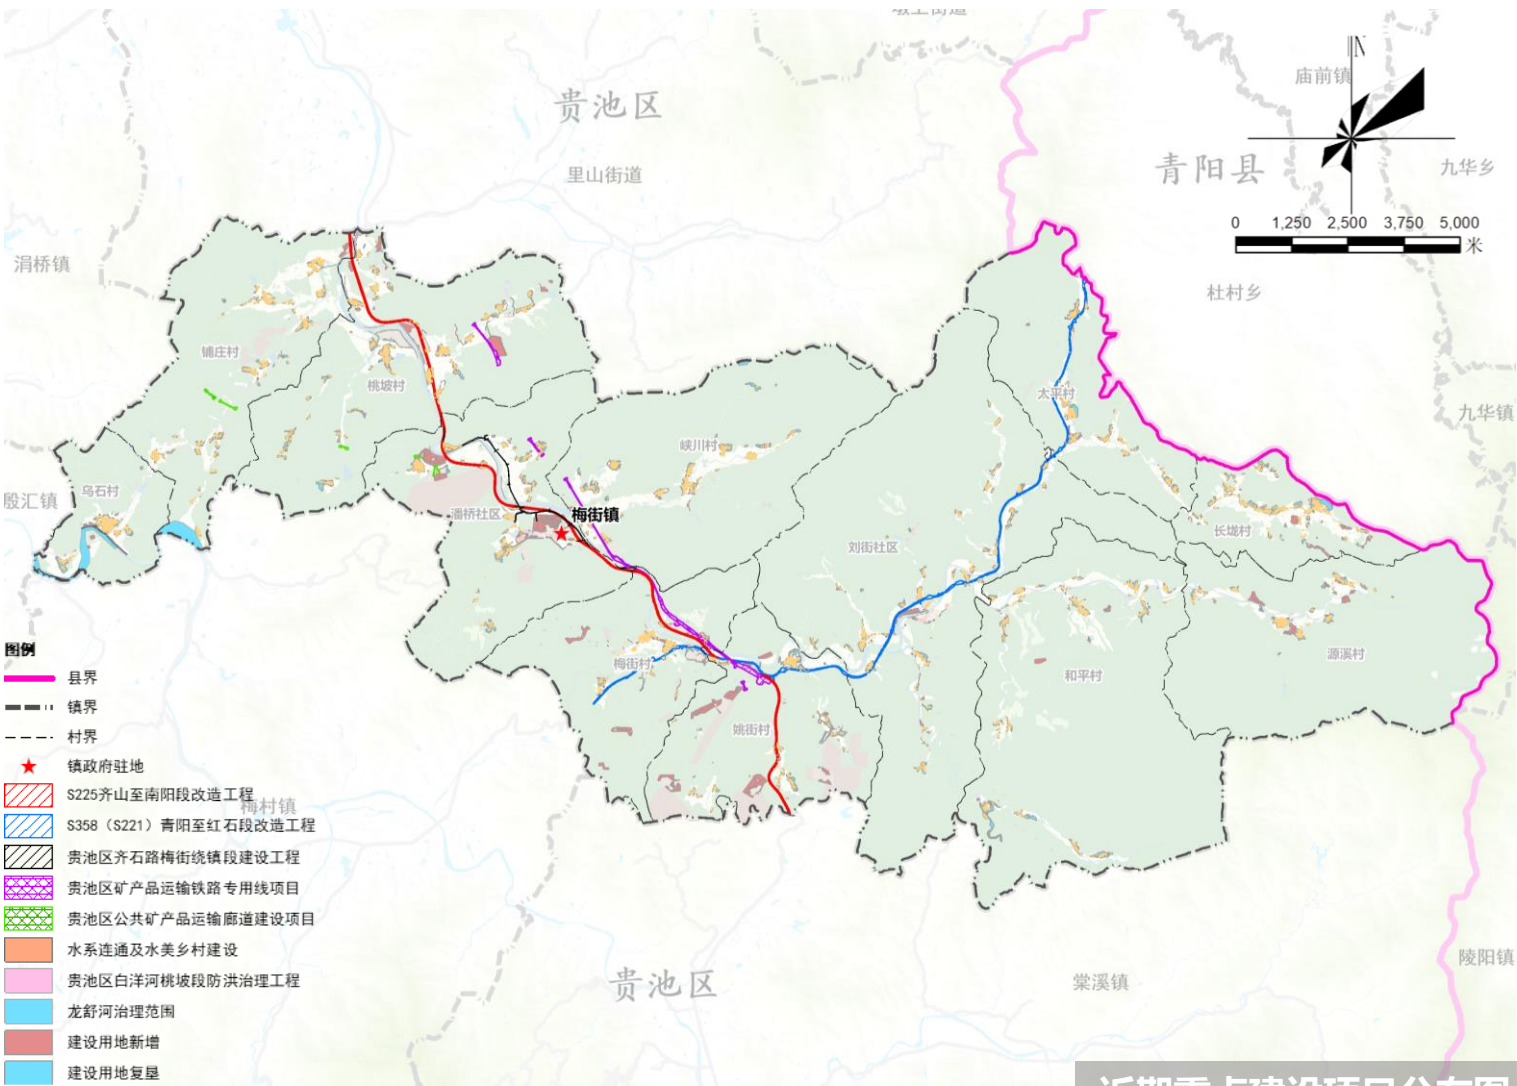 贵池区
里山街道
N
庙前镇
青阳县
九华乡
0 1,250 2,500 3,750 5,000
米
涓桥镇
杜村乡
铺庄村
桃坡村
太平村
九华镇
峡川村
乌石村
殷汇镇
潘桥社区
梅街镇
刘街社区
长垅村
梅街村
和平村
源溪村
姚街村
图例
县界
镇界
村界
镇政府驻地
S225齐山至南阳段改造工程
梅村镇
S358（S221）青阳至红石段改造工程
贵池区齐石路梅街绕镇段建设工程
贵池区矿产品运输铁路专用线项目
贵池区公共矿产品运输廊道建设项目
水系连通及水美乡村建设
贵池区白洋河桃坡段防洪治理工程
龙舒河治理范围
建设用地新增
建设用地复垦
贵池区
棠溪镇
陵阳镇
近期重点建设项目分布图